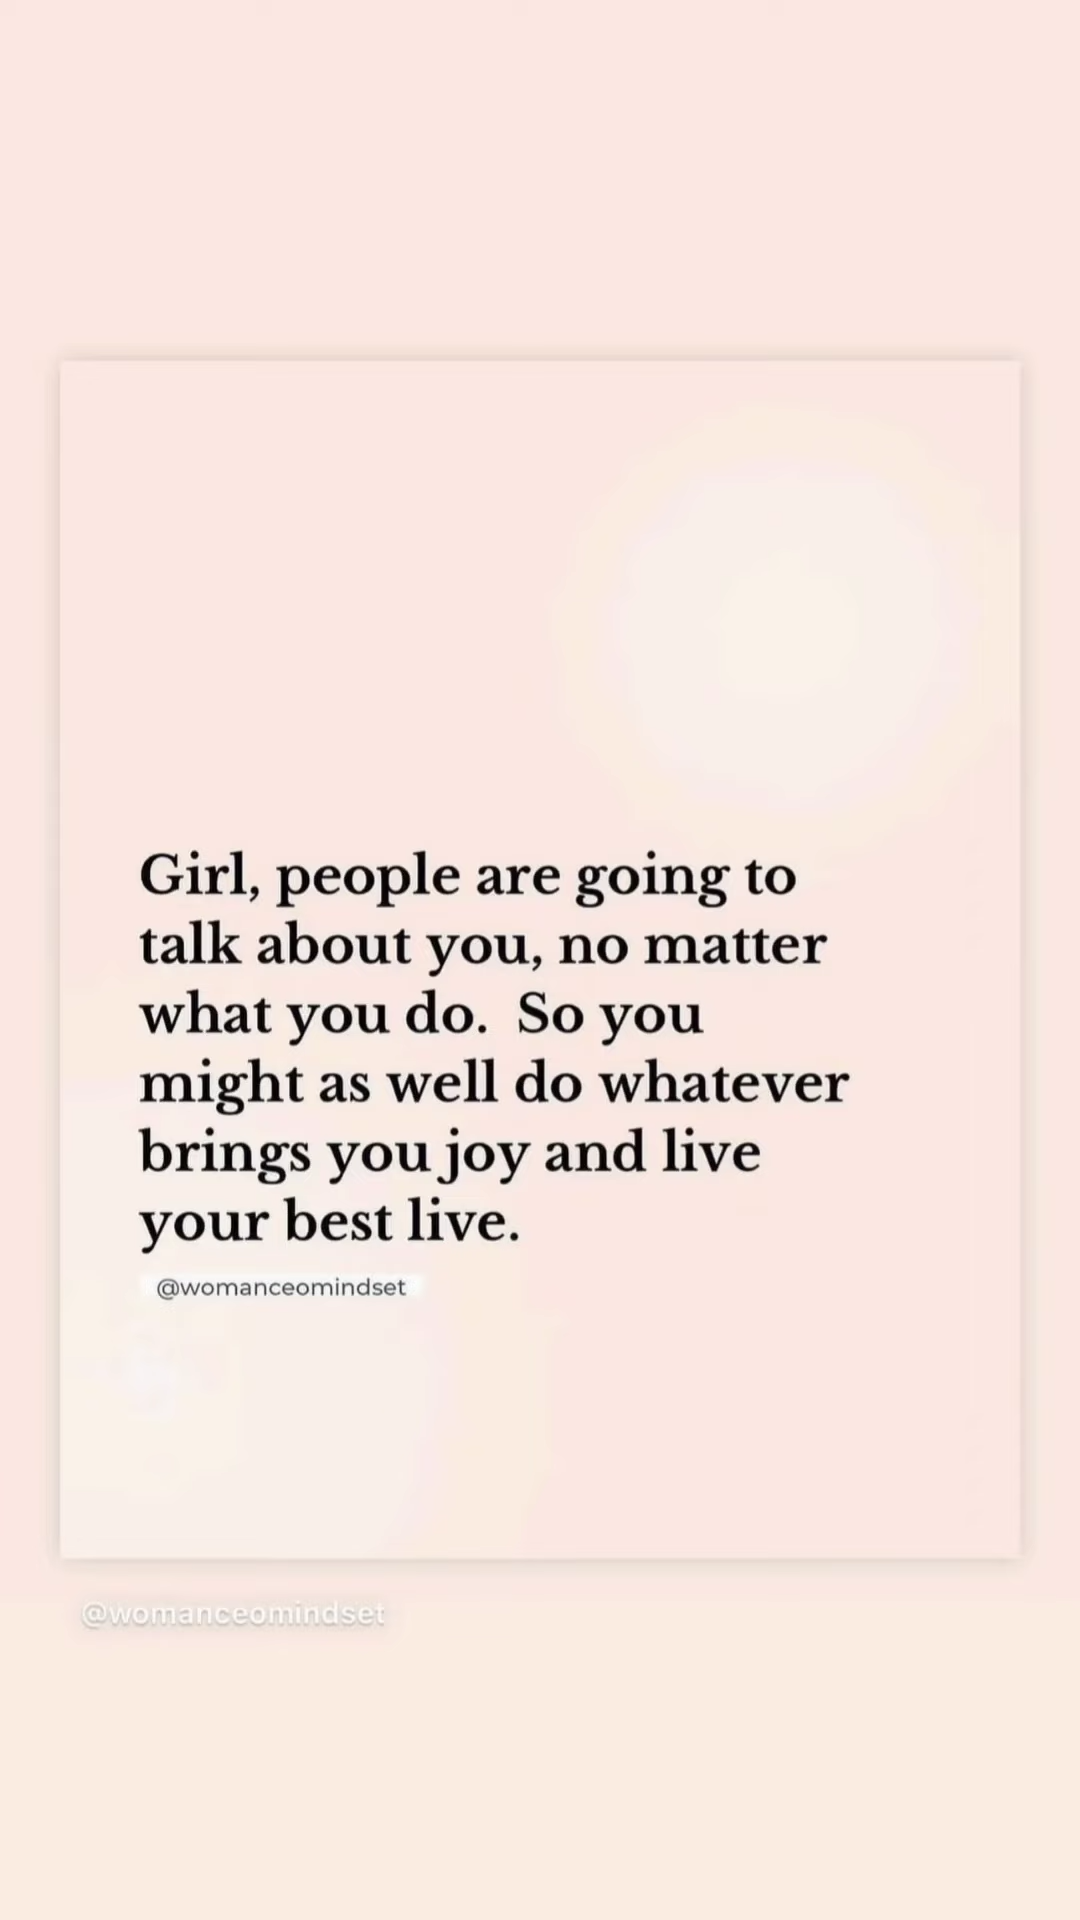 Girl, people are going to
talk about you, no matter
what you do.  So you
might as well do whatever
brings you joy and live
your best live.
@womanceomindset
@womanceomindset